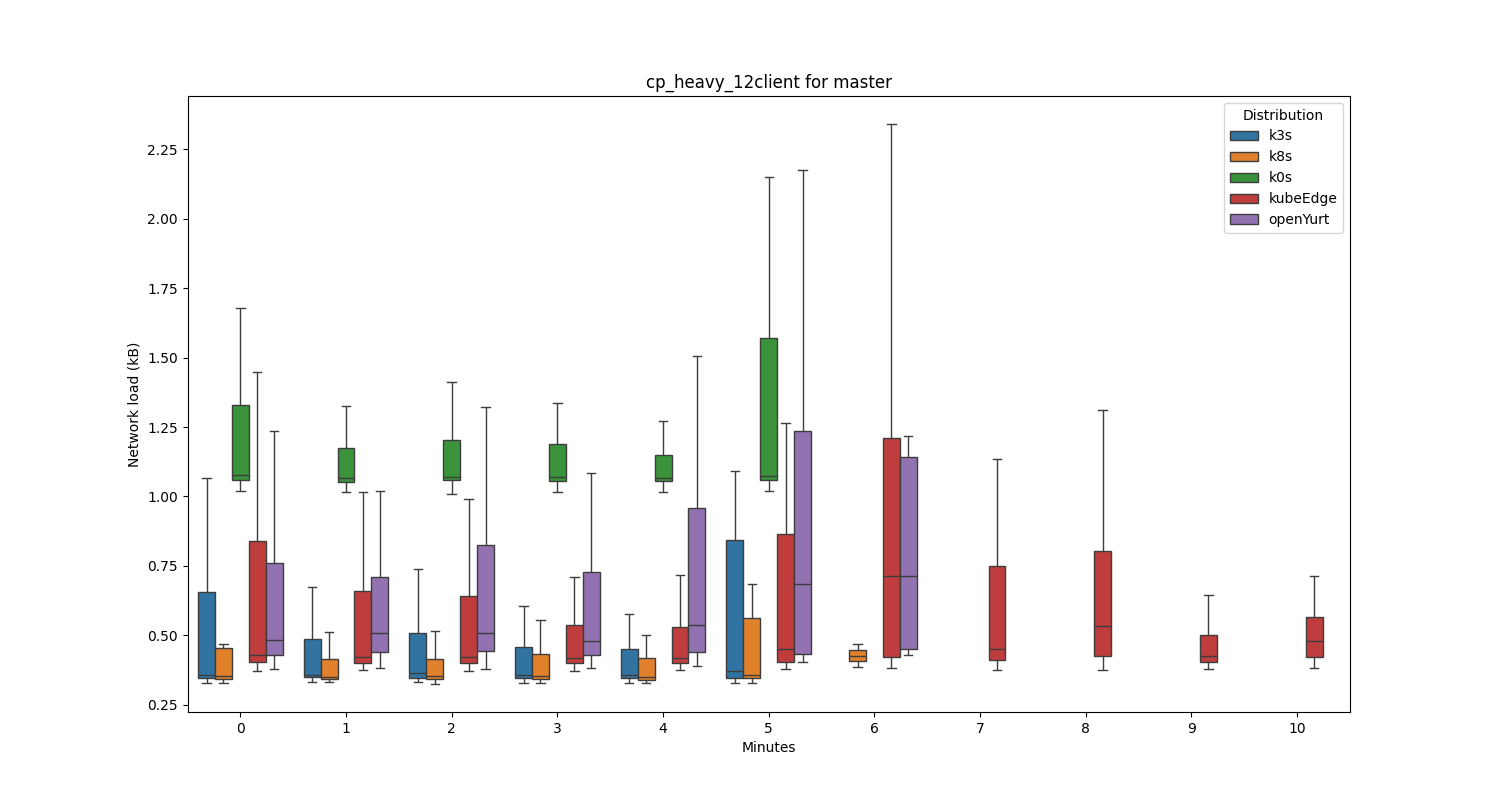 cp_heavy_12client for master
Distribution
k3s
k8s
k0s
kubeEdge
openYurt
Network load (kB)
2.25
2.00
1.75
1.50
1.25
1.00
0.75
0.50
0.25
0 1 2 3 4 5 6 7 8 9 10
Minutes